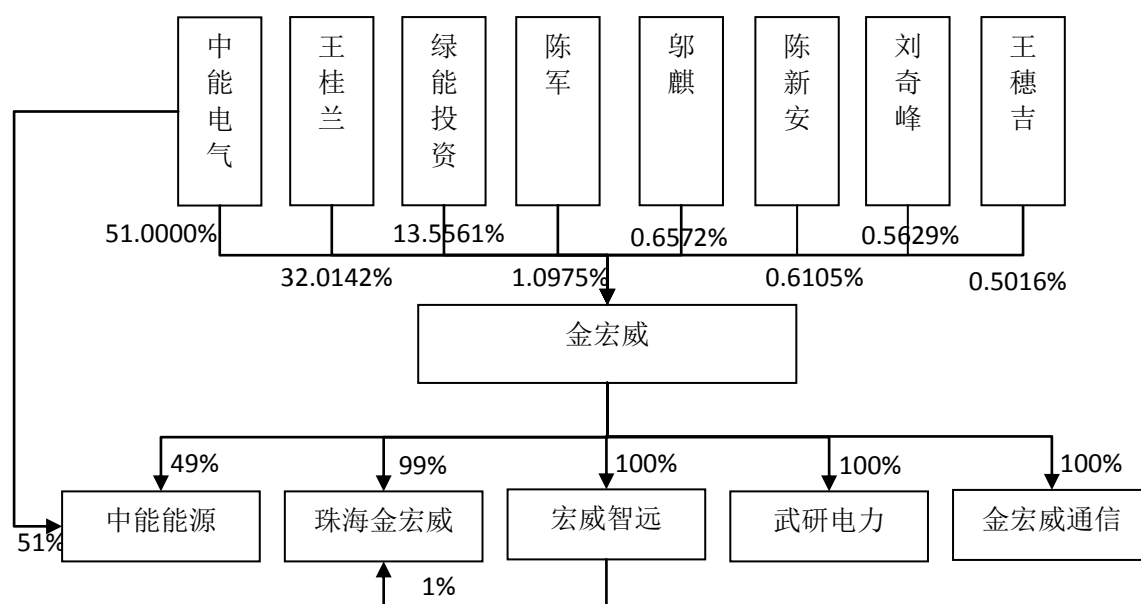 中能电气
王桂兰
绿能投资
陈军
邬麒
陈新安
刘奇峰
王穗吉
51.0000%
32.0142%
13.5561%
1.0975%
0.6572%
0.6105%
0.5629%
0.5016%
金宏威
49%
99%
100%
100%
100%
51%
中能能源
珠海金宏威
宏威智远
武研电力
金宏威通信
1%